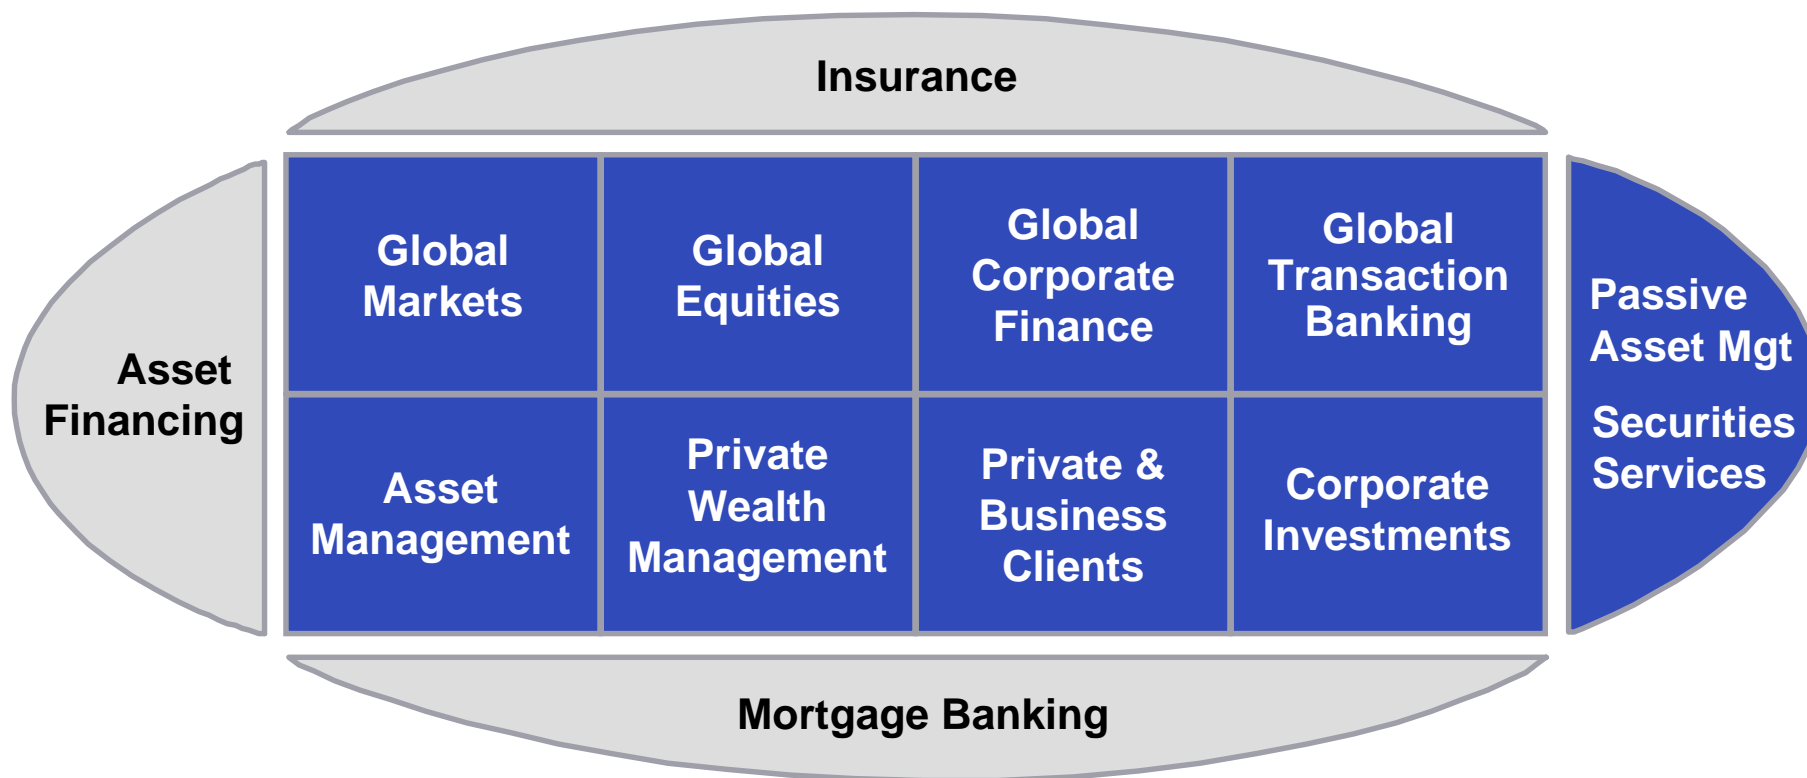 Insurance
Global
Markets
Global
Equities
Global
Corporate
Finance
Global
Transaction
Banking
Passive
Asset Mgt
Securities
Services
Asset
Financing
Asset
Management
Private
Wealth
Management
Private &
Business
Clients
Corporate
Investments
Mortgage Banking